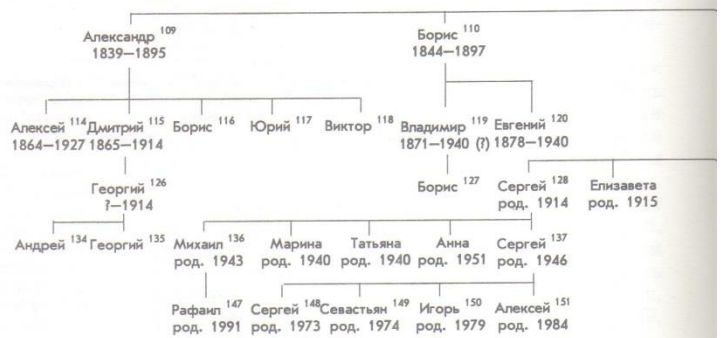 Александр 109 Борис 110
1839—1895 1844—1897
Алексей 114 Дмитрий 115 Борис 116 Юрий 117 Виктор 118 Владимир 119 Евгений 120
1864—1927 1865—1914 1871—1940 (?) 1878—1940
Георгий 126 Борис 127 Сергей 128 Елизавета
?—1914 род. 1914 род. 1915
Андрей 134 Георгий 135 Михаил 136 Марина Татьяна Анна Сергей 137
род. 1943 род. 1940 род. 1940 род. 1951 род. 1946
Рафаил 147 Сергей 148 Севастьян 149 Игорь 150 Алексей 151
род. 1991 род. 1973 род. 1974 род. 1979 род. 1984